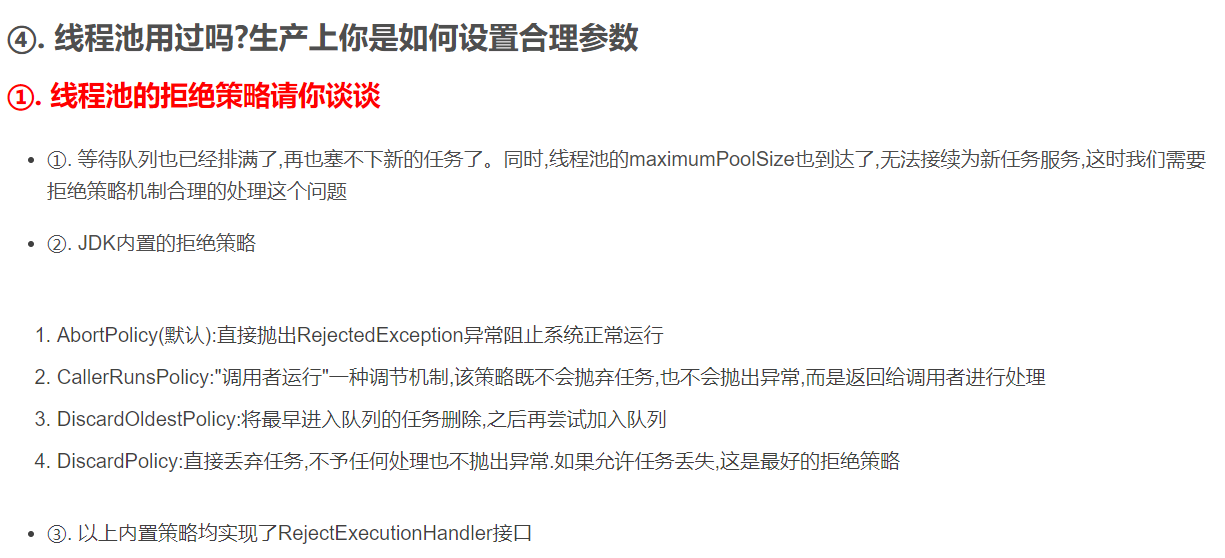 ④. 线程池用过吗?生产上你是如何设置合理参数
①. 线程池的拒绝策略请你谈谈
①. 等待队列也已经排满了,再也塞不下新的任务了。同时,线程池的maximumPoolSize也到达了,无法接续为新任务服务,这时我们需要
拒绝策略机制合理的处理这个问题
②. JDK内置的拒绝策略
1. AbortPolicy(默认):直接抛出RejectedException异常阻止系统正常运行
2. CallerRunsPolicy:"调用者运行"一种调节机制,该策略既不会抛弃任务,也不会抛出异常,而是返回给调用者进行处理
3. DiscardOldestPolicy:将最早进入队列的任务删除,之后再尝试加入队列
4. DiscardPolicy:直接丢弃任务,不予任何处理也不抛出异常.如果允许任务丢失,这是最好的拒绝策略
③. 以上内置策略均实现了RejectExecutionHandler接口